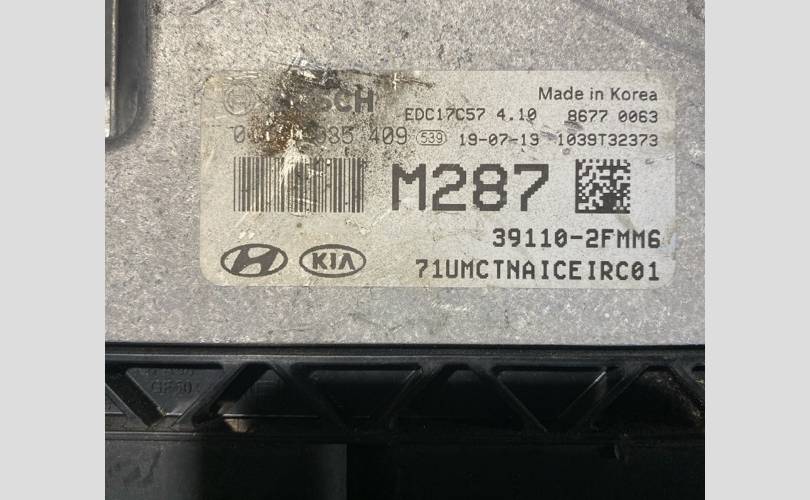 Made in Korea
EDC17C57 4.10 8677 0063
409 539 19-07-19 1039T32373
M287
39110-2FMM6
KIA
71UMCTNAICEIRC01